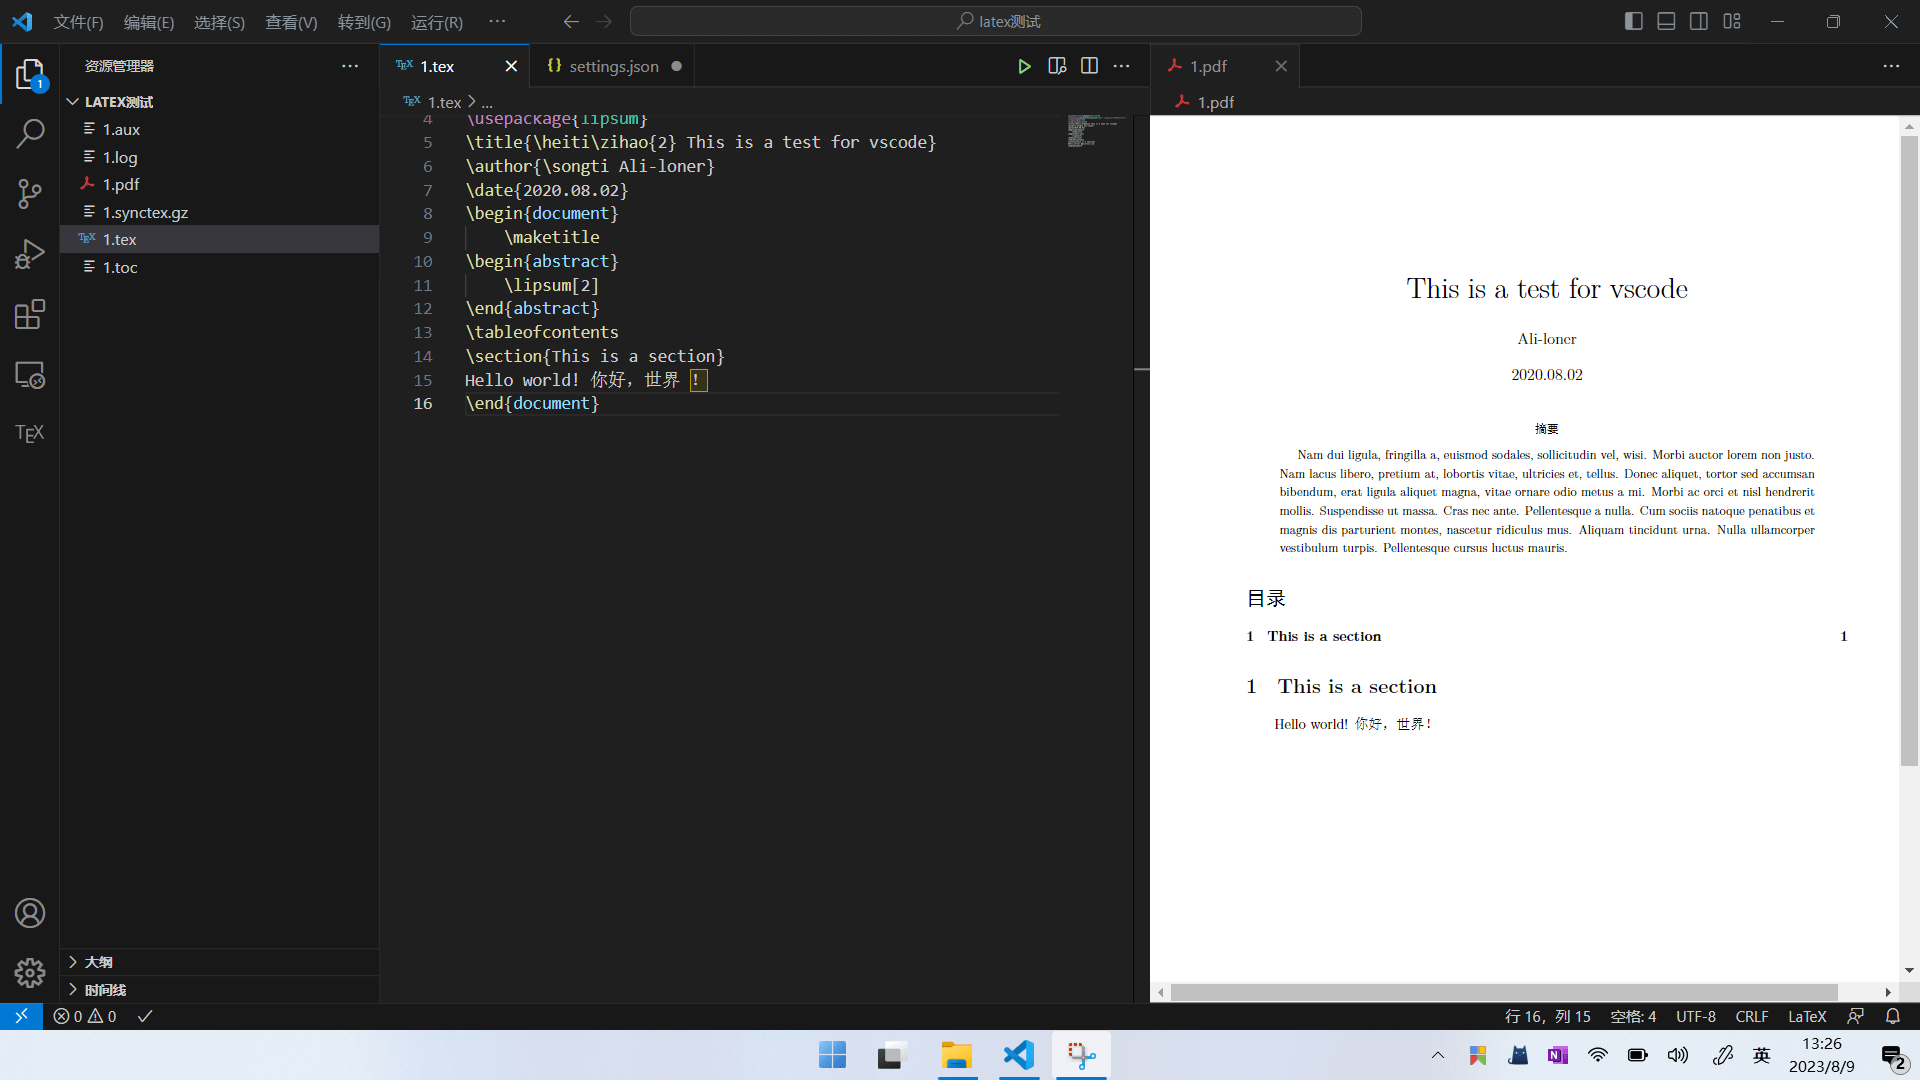 文件(F) 编辑(E) 选择(S) 查看(V) 转到(G) 运行(R) ··· latex测试
资源管理器 ···
LATEX测试
1.aux
1.log
1.pdf
1.synctex.gz
1.tex
1.toc
大纲
时间线
1
TEX
TEX 1.tex
{} settings.json
TEX 1.tex > ...
4 \usepackage{lipsum}
5 \title{\heiti\zihao{2} This is a test for vscode}
6 \author{\songti Ali-loner}
7 \date{2020.08.02}
8 \begin{document}
9 \maketitle
10 \begin{abstract}
11 \lipsum[2]
12 \end{abstract}
13 \tableofcontents
14 \section{This is a section}
15 Hello world! 你好，世界 ！
16 \end{document}
1.pdf
1.pdf
This is a test for vscode
Ali-loner
2020.08.02
摘要
Nam dui ligula, fringilla a, euismod sodales, sollicitudin vel, wisi. Morbi auctor lorem non justo.
Nam lacus libero, pretium at, lobortis vitae, ultricies et, tellus. Donec aliquet, tortor sed accumsan
bibendum, erat ligula aliquet magna, vitae ornare odio metus a mi. Morbi ac orci et nisl hendrerit
mollis. Suspendisse ut massa. Cras nec ante. Pellentesque a nulla. Cum sociis natoque penatibus et
magnis dis parturient montes, nascetur ridiculus mus. Aliquam tincidunt urna. Nulla ullamcorper
vestibulum turpis. Pellentesque cursus luctus mauris.
目录
1 This is a section 1
1 This is a section
Hello world! 你好，世界！
0 0
行 16，列 15 空格: 4 UTF-8 CRLF LaTeX
英
13:26
2023/8/9
2